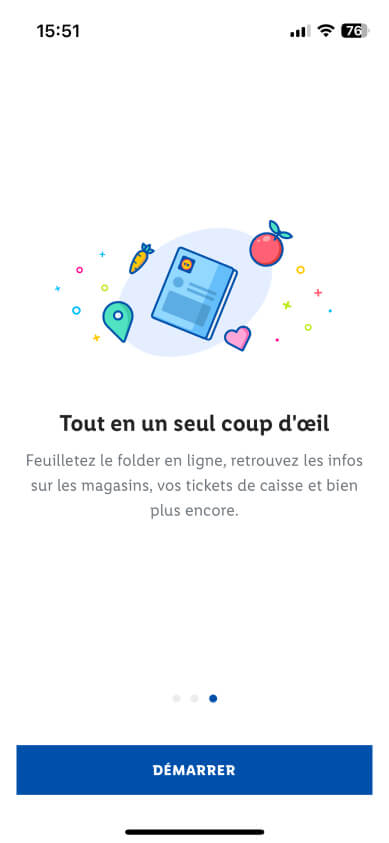 15:51
76
Tout en un seul coup d'œil
Feuilletez le folder en ligne, retrouvez les infos
sur les magasins, vos tickets de caisse et bien
plus encore.
DÉMARRER